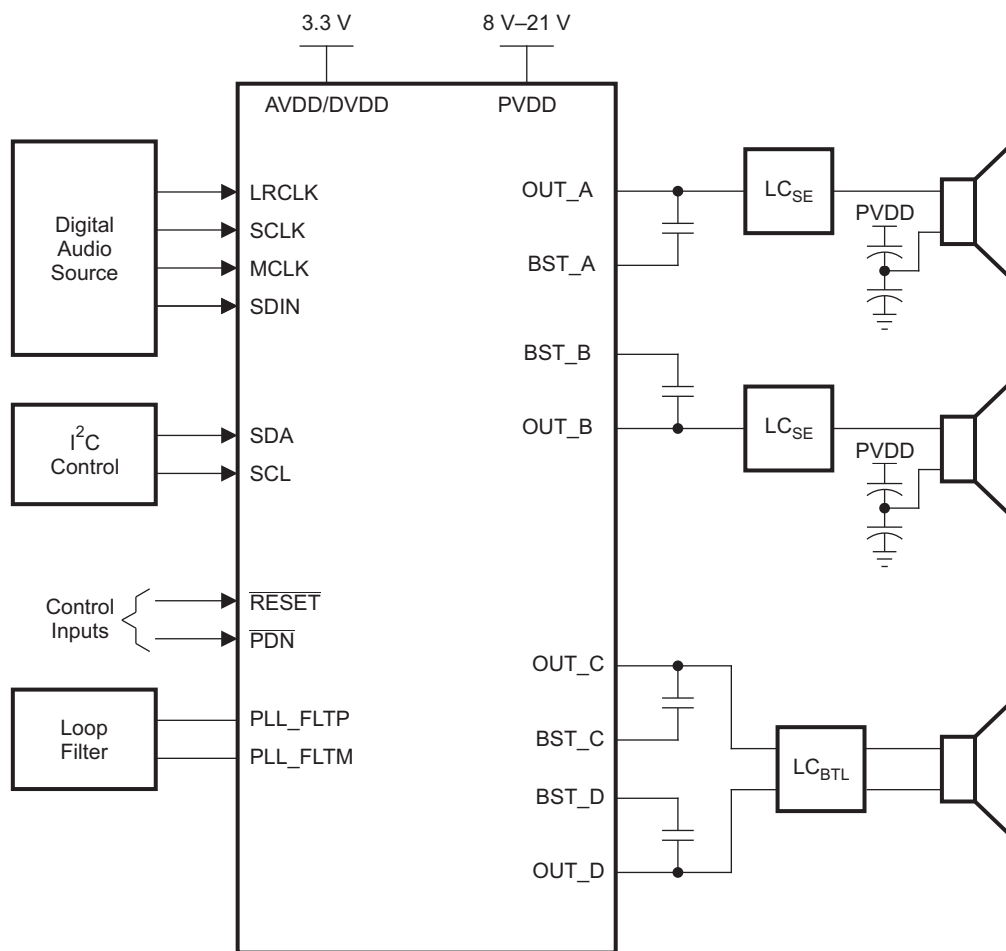 3.3 V
8 V–21 V
AVDD/DVDD
PVDD
Digital
Audio
Source
LRCLK
SCLK
MCLK
SDIN
I²C
Control
SDA
SCL
Control
Inputs
RESET
PDN
Loop
Filter
PLL_FLTP
PLL_FLTM
OUT_A
BST_A
LCSE
PVDD
BST_B
OUT_B
LCSE
PVDD
OUT_C
BST_C
BST_D
OUT_D
LCBTL